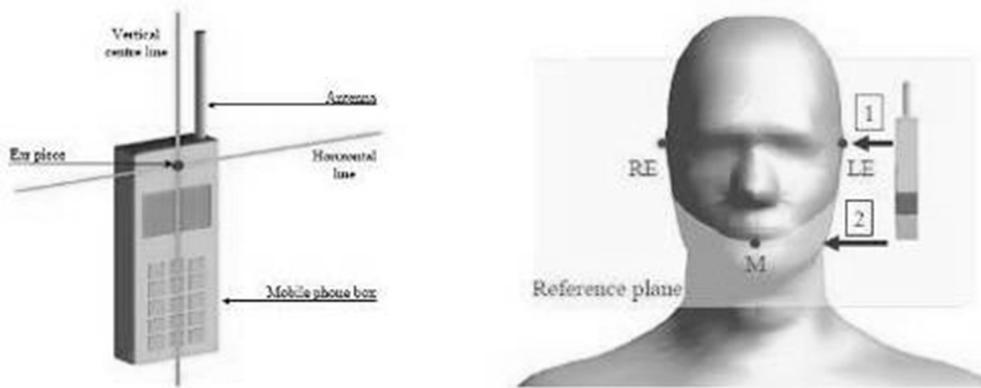 Vertical
centre line
Antenna
Ear piece
Horizontal
line
Mobile phone box
1
RE
LE
2
M
Reference plane